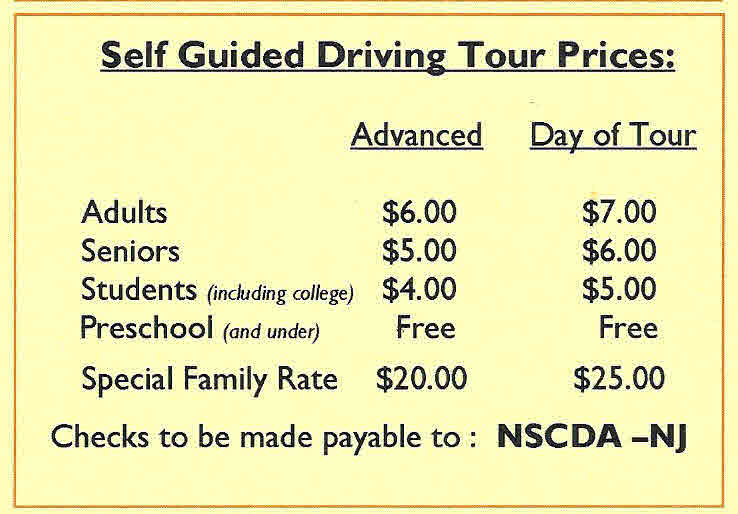 Self Guided Driving Tour Prices:
Advanced Day of Tour
Adults $6.00 $7.00
Seniors $5.00 $6.00
Students (including college) $4.00 $5.00
Preschool (and under) Free Free
Special Family Rate $20.00 $25.00
Checks to be made payable to : NSCDA –NJ